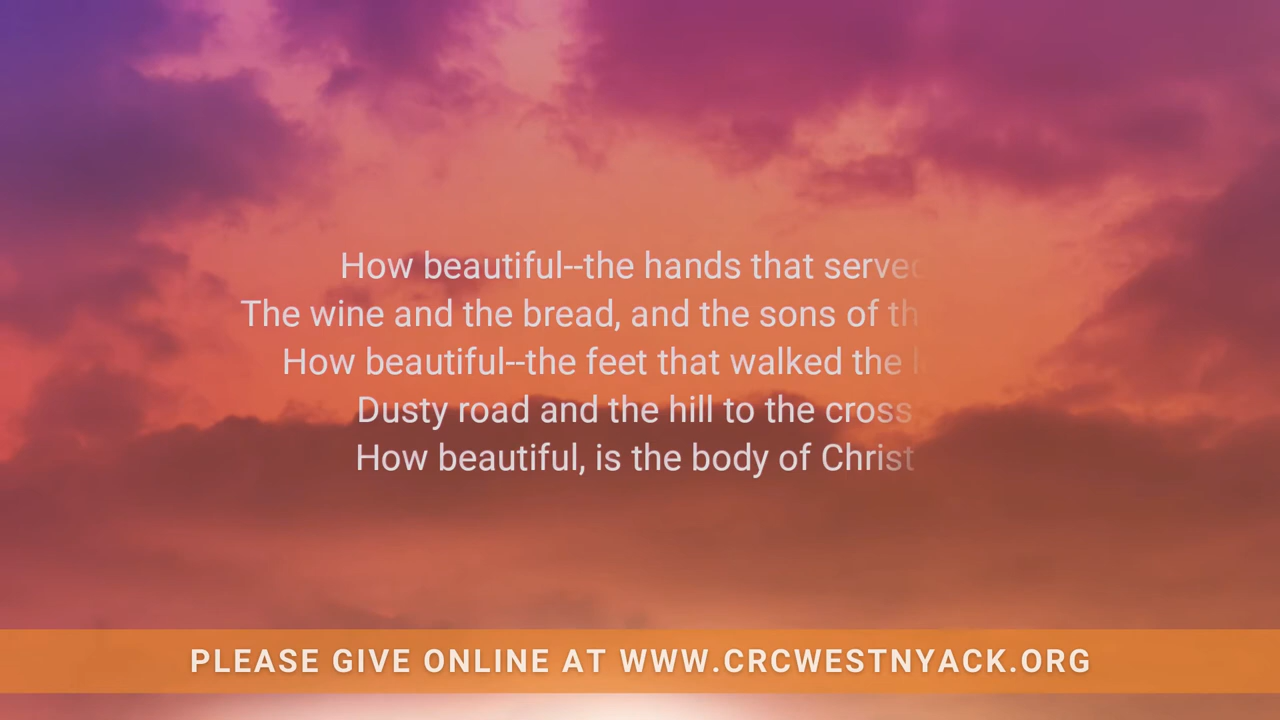 How beautiful--the hands that served
The wine and the bread, and the sons of
How beautiful--the feet that walked the
Dusty road and the hill to the cross
How beautiful, is the body of Christ
PLEASE GIVE ONLINE AT WWW.CRCWESTNYACK.ORG